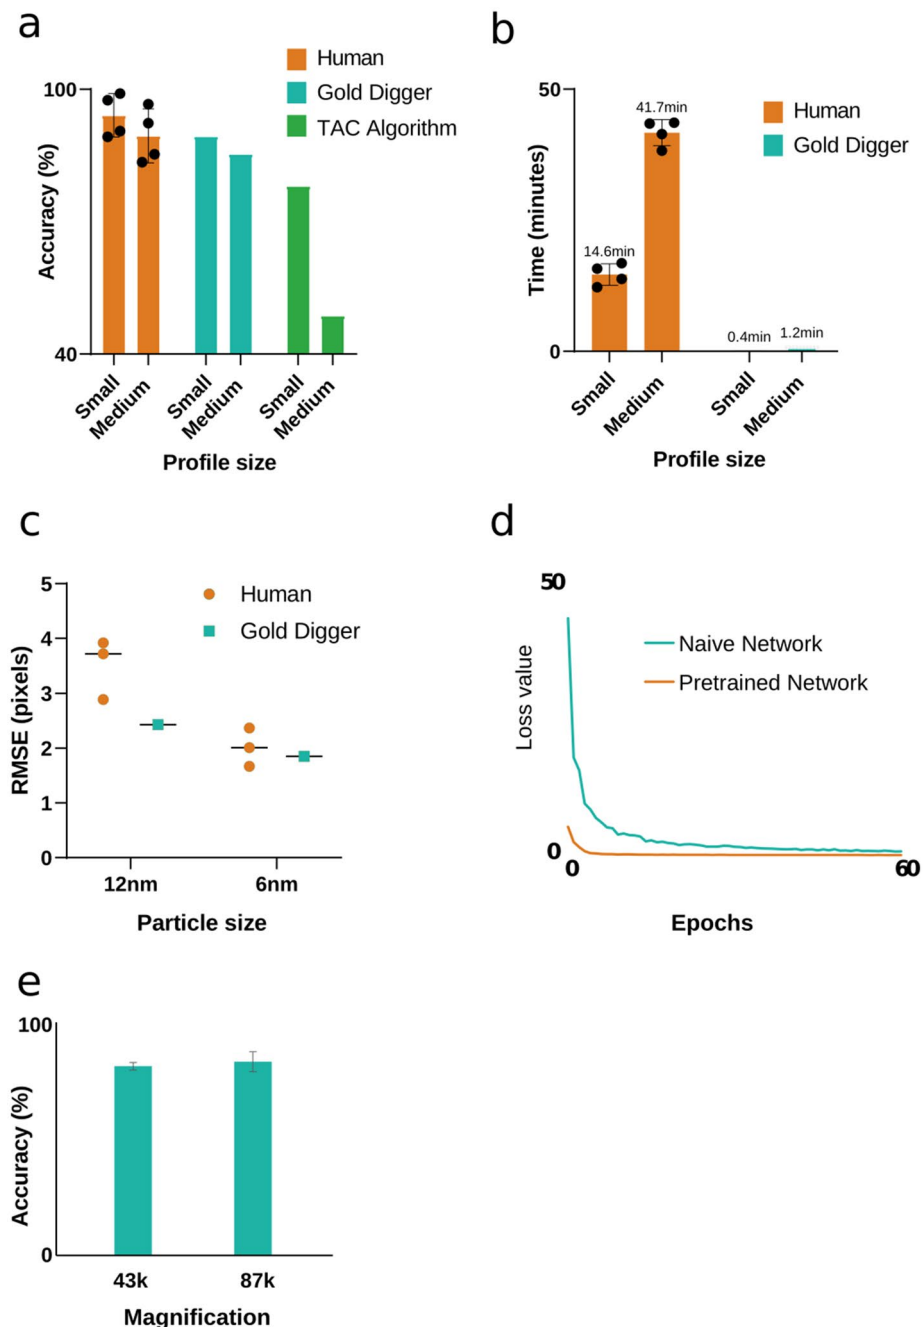 a
Human
Gold Digger
TAC Algorithm
100
40
Accuracy (%)
Small
Medium
Small
Medium
Small
Medium
Profile size
b
Human
Gold Digger
50
0
Time (minutes)
41.7min
14.6min
0.4min
1.2min
Small
Medium
Small
Medium
Profile size
c
Human
Gold Digger
5
4
3
2
1
0
RMSE (pixels)
12nm
6nm
Particle size
d
50
0
Loss value
Naive Network
Pretrained Network
0
60
Epochs
e
100
0
Accuracy (%)
43k
87k
Magnification